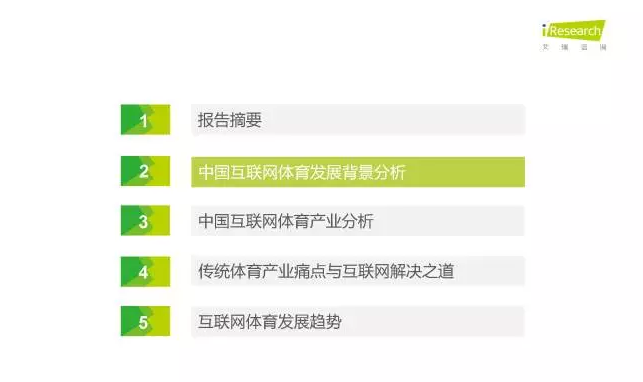 iResearch
艾 瑞 咨 询
1
报告摘要
2
中国互联网体育发展背景分析
3
中国互联网体育产业分析
4
传统体育产业痛点与互联网解决之道
5
互联网体育发展趋势